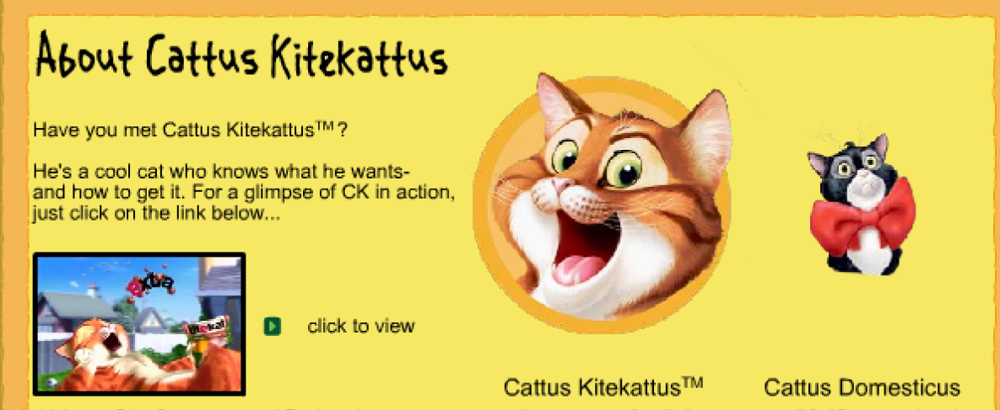 About Cattus Kitekattus
Have you met Cattus Kitekattus™?
He's a cool cat who knows what he wants-
and how to get it. For a glimpse of CK in action,
just click on the link below...
click to view
Cattus Kitekattus™
Cattus Domesticus